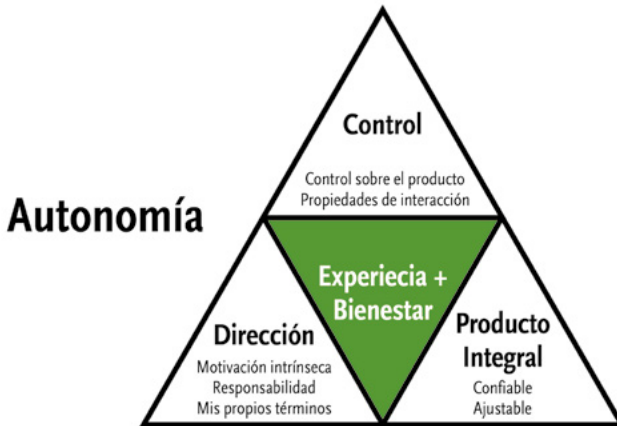 Control
Control sobre el producto
Propiedades de interacción
Autonomía
Experiecia +
Bienestar
Dirección
Motivación intrínseca
Responsabilidad
Mis propios términos
Producto
Integral
Confiable
Ajustable